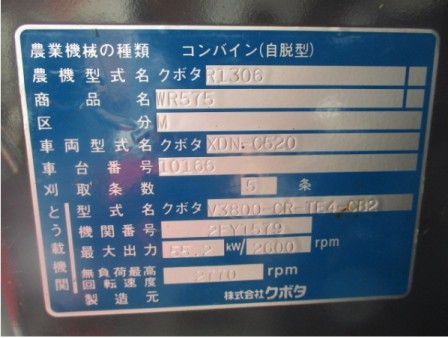 農業機械の種類 コンバイン(自脱型)
農機型式名 クボタ R1306
商品名 WR575
区分 M
車両型式名 クボタ XDN-C520
車台番号 10166
刈取条数 5 条
とう載機関
型式名 クボタ V3800-CR-TE4-CB2
機関番号 2EY1579
最大出力 55.2 kW/ 2600 rpm
無負荷最高回転速度 2770 rpm
製造元 株式会社クボタ